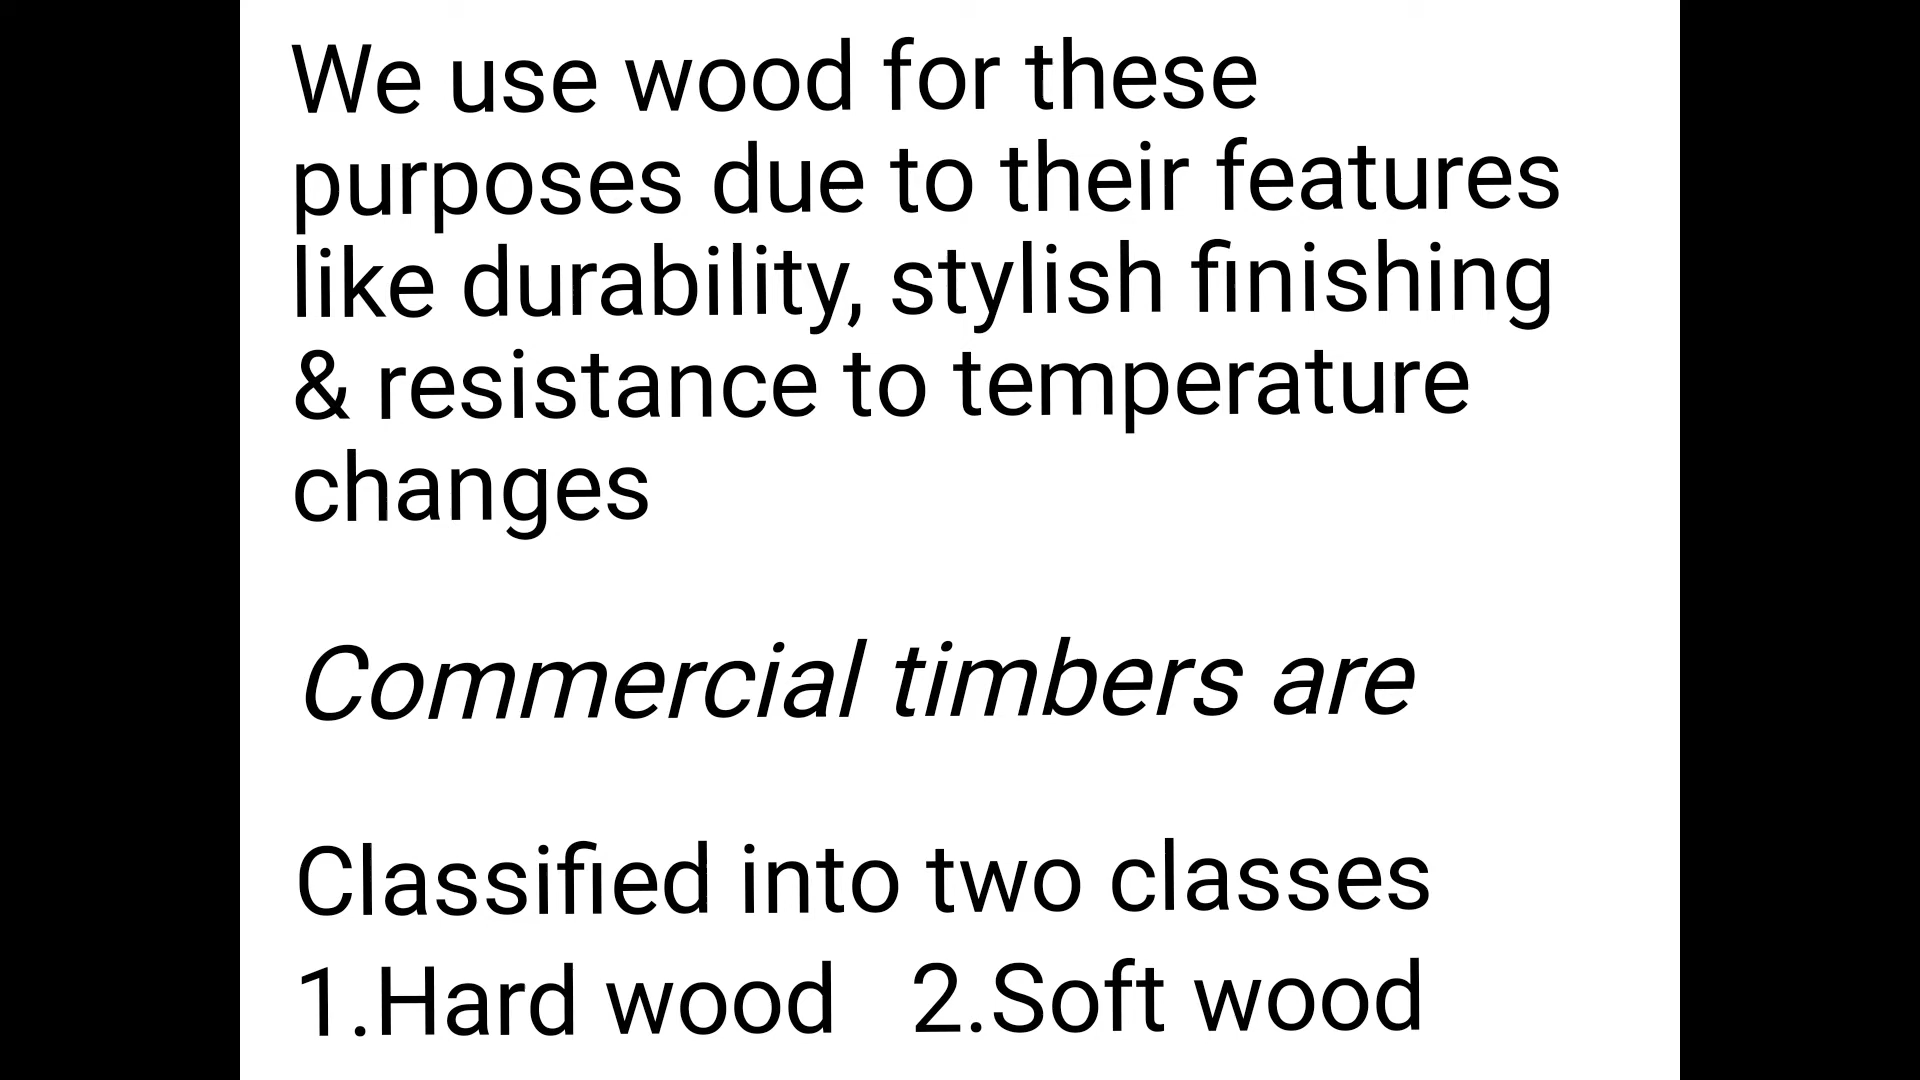 We use wood for these
purposes due to their features
like durability, stylish finishing
& resistance to temperature
changes
Commercial timbers are
Classified into two classes
1.Hard wood 2.Soft wood